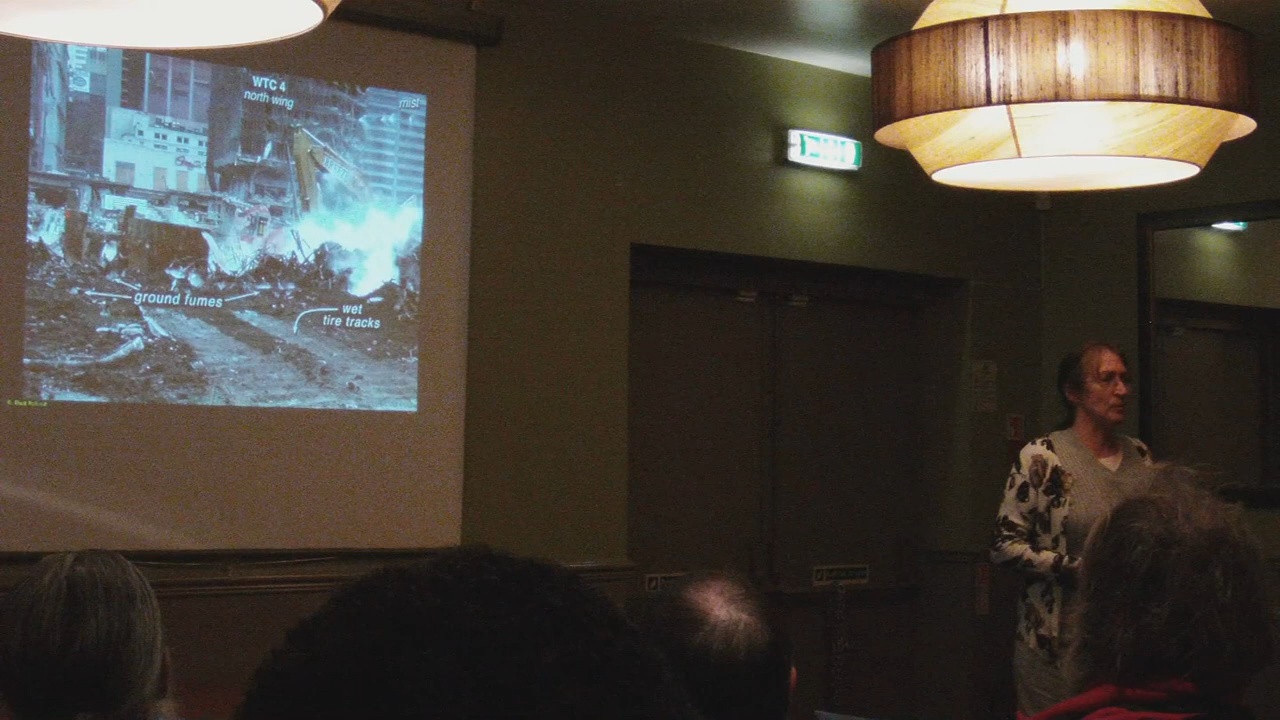 WTC 4
north wing
mist
ground fumes
wet
tire tracks